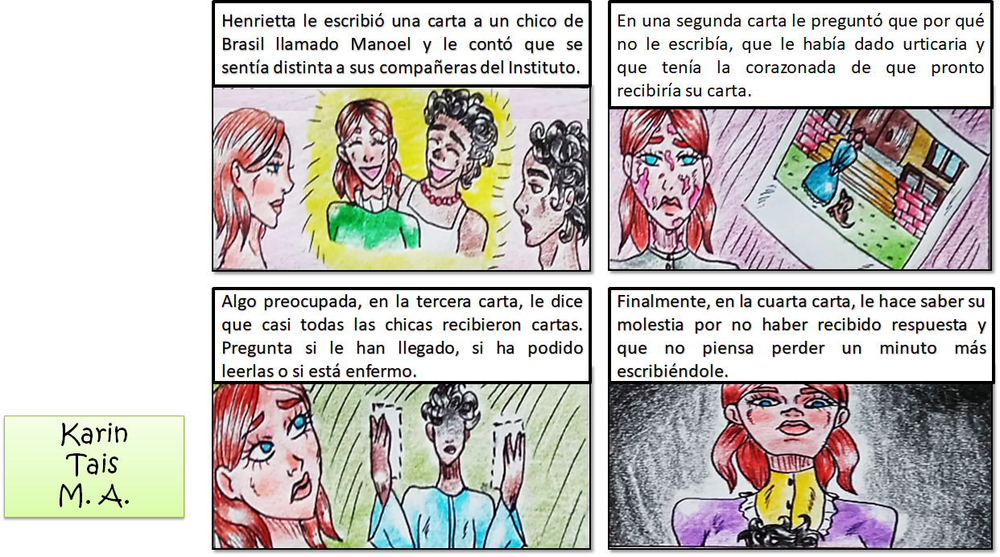 Henrietta le escribió una carta a un chico de
Brasil llamado Manoel y le contó que se
sentía distinta a sus compañeras del Instituto.
En una segunda carta le preguntó que por qué
no le escribía, que le había dado urticaria y
que tenía la corazonada de que pronto
recibiría su carta.
Algo preocupada, en la tercera carta, le dice
que casi todas las chicas recibieron cartas.
Pregunta si le han llegado, si ha podido
leerlas o si está enfermo.
Finalmente, en la cuarta carta, le hace saber su
molestia por no haber recibido respuesta y
que no piensa perder un minuto más
escribiéndole.
Karin
Tais
M. A.